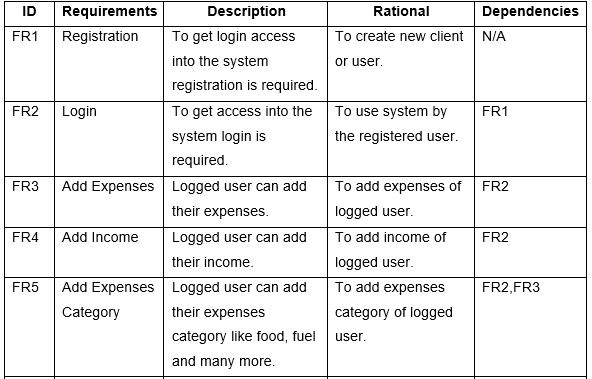 ID Requirements Description Rational Dependencies
FR1 Registration To get login access To create new client N/A
into the system or user.
registration is required.
FR2 Login To get access into the To use system by FR1
system login is the registered user.
required.
FR3 Add Expenses Logged user can add To add expenses of FR2
their expenses. logged user.
FR4 Add Income Logged user can add To add income of FR2
their income. logged user.
FR5 Add Expenses Logged user can add To add expenses FR2,FR3
Category their expenses category of logged
category like food, fuel user.
and many more.